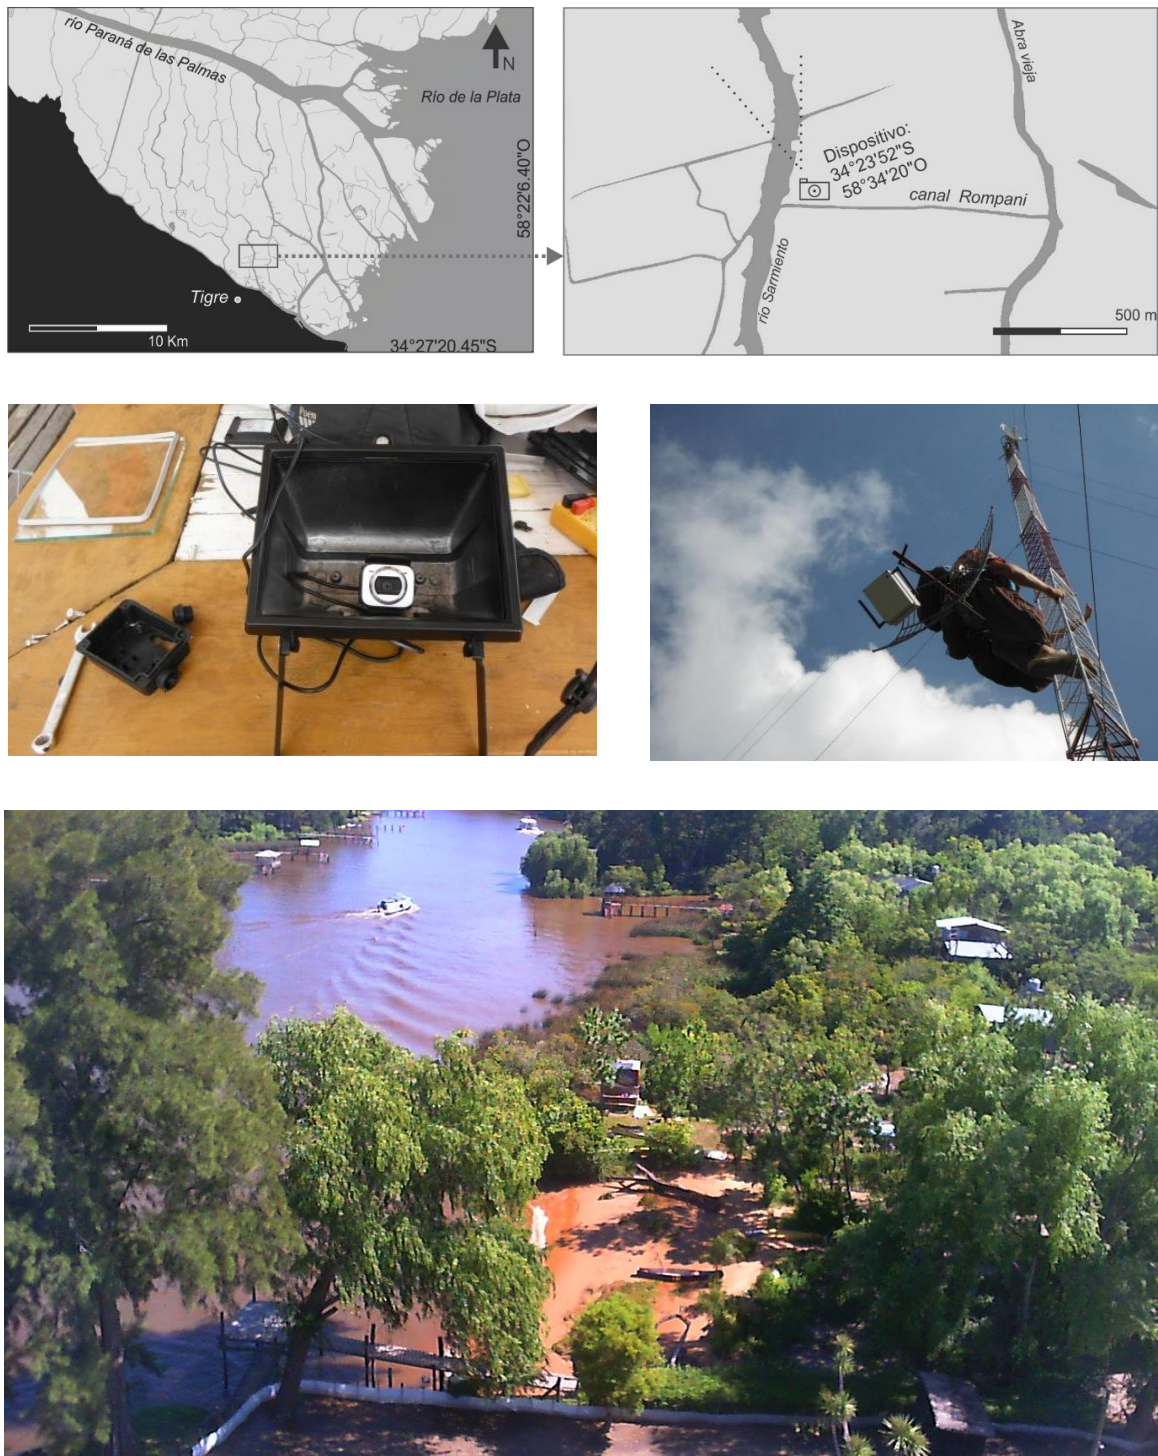 río Paraná de las Palmas
N
Río de la Plata
58°22'6.40"O
Tigre
10 Km
34°27'20.45"S
Abra vieja
Dispositivo:
34°23'52"S
58°34'20"O
canal Rompani
río Sarmiento
500 m